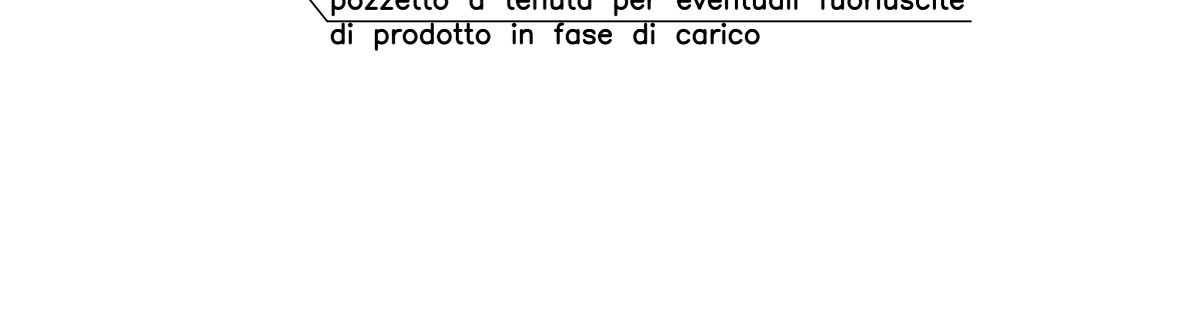 pozzetto a tenuta per eventuali fuoriuscite
di prodotto in fase di carico